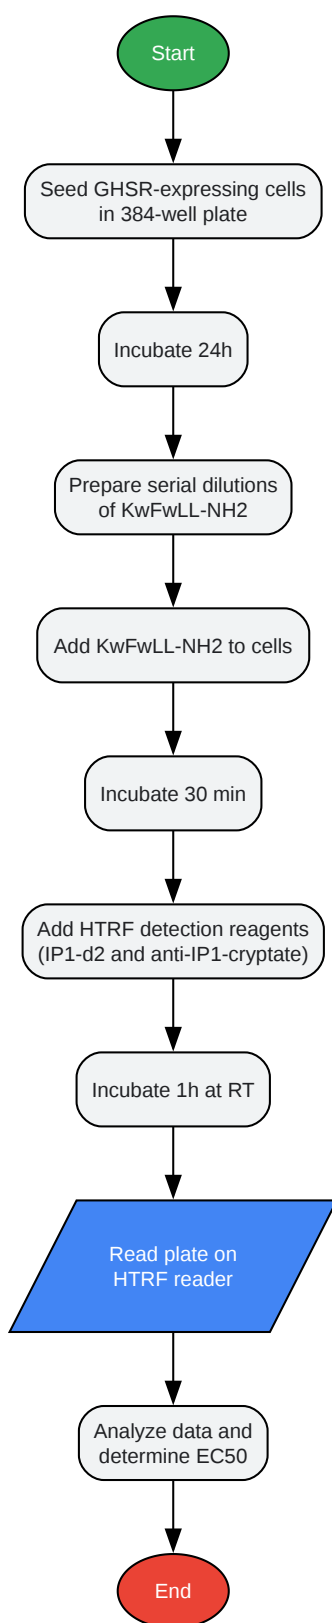 Start
Seed GHSR-expressing cells
in 384-well plate
Incubate 24h
Prepare serial dilutions
of KwFwLL-NH2
Add KwFwLL-NH2 to cells
Incubate 30 min
Add HTRF detection reagents
(IP1-d2 and anti-IP1-cryptate)
Incubate 1h at RT
Read plate on
HTRF reader
Analyze data and
determine EC50
End